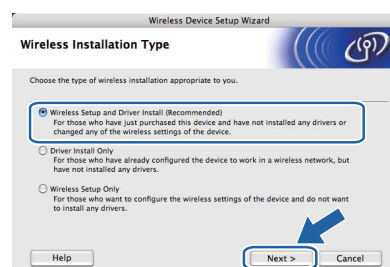 Wireless Device Setup Wizard
Wireless Installation Type
Choose the type of wireless installation appropriate to you.
Wireless Setup and Driver Install (Recommended)
For those who have just purchased this device and have not installed any drivers or
changed any of the wireless settings of the device.
Driver Install Only
For those who have already configured the device to work in a wireless network, but
have not installed any drivers.
Wireless Setup Only
For those who want to configure the wireless settings of the device and do not want
to install any drivers.
Help
Next >
Cancel